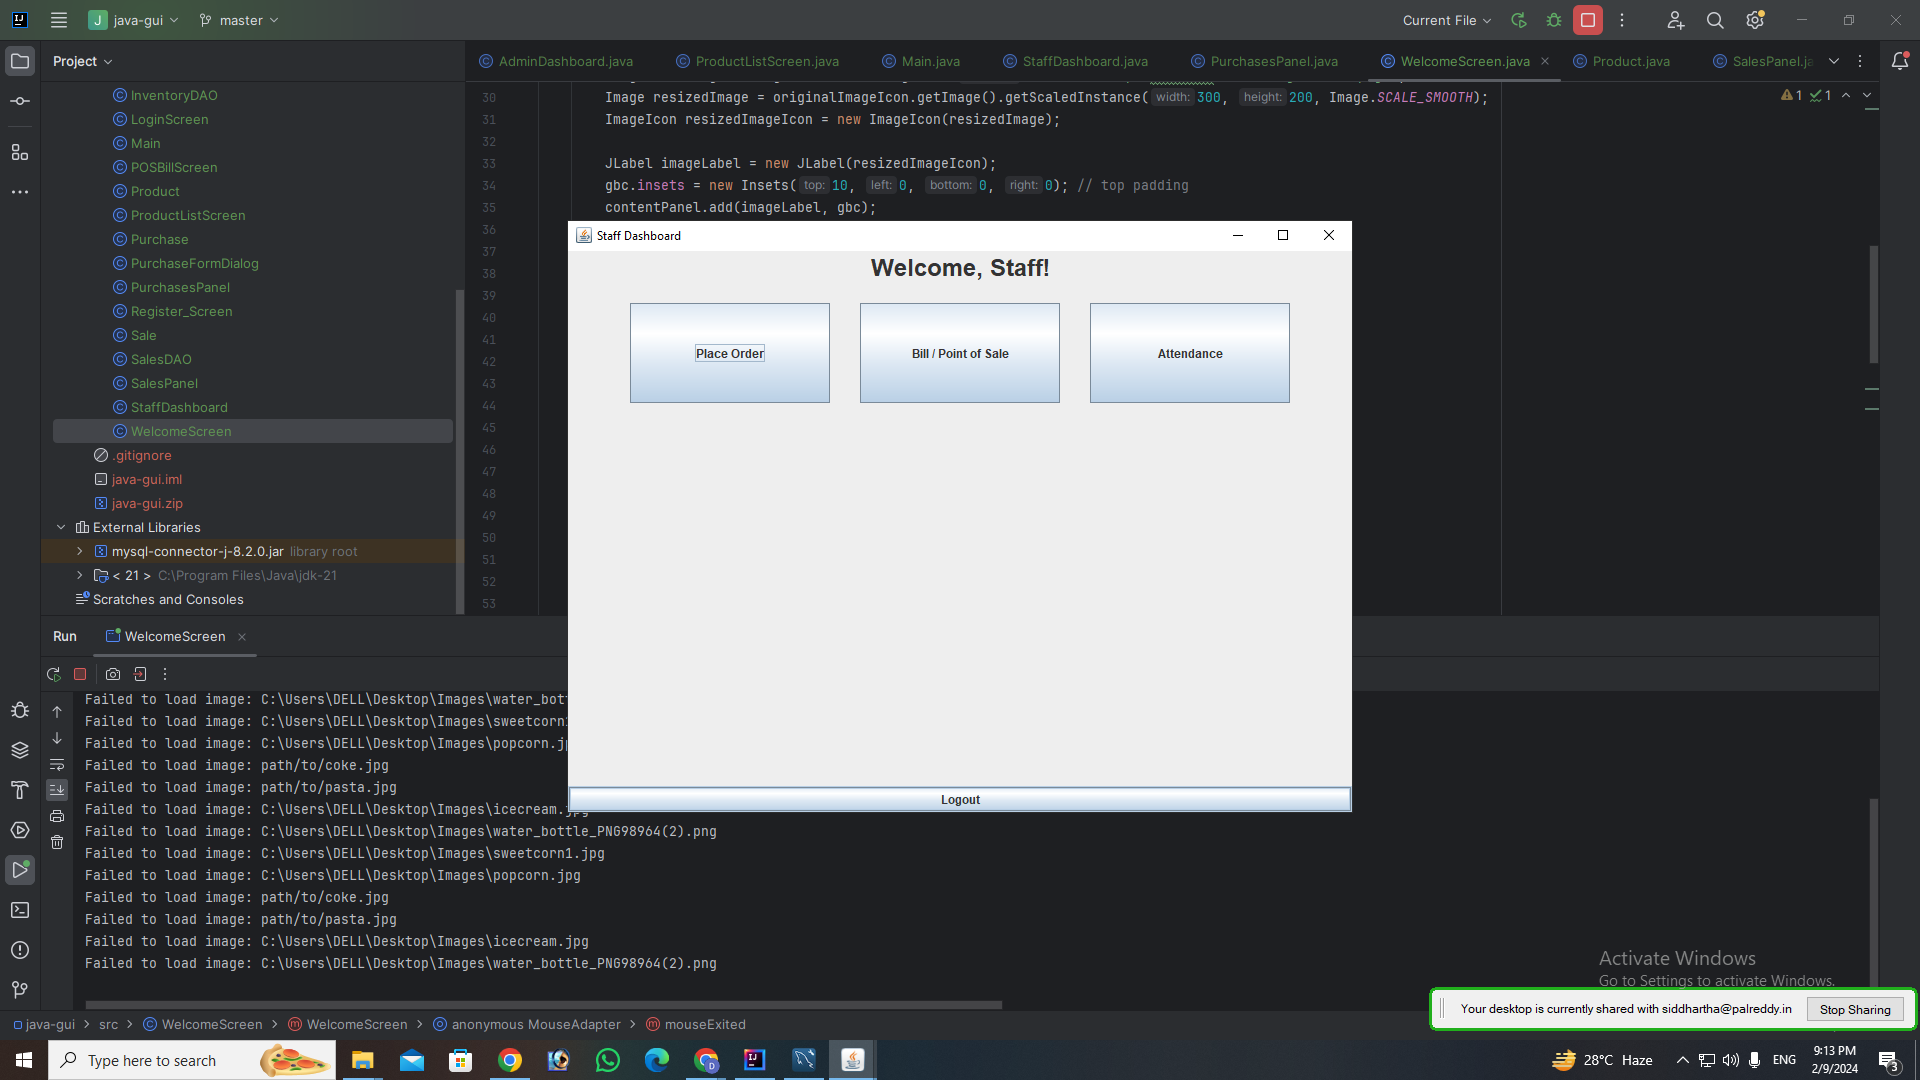 java-gui
master
Current File
Project
AdminDashboard.java
ProductListScreen.java
Main.java
StaffDashboard.java
PurchasesPanel.java
WelcomeScreen.java
Product.java
SalesPanel.ja
InventoryDAO
LoginScreen
Main
POSBillScreen
Product
ProductListScreen
Purchase
PurchaseFormDialog
PurchasesPanel
Register_Screen
Sale
SalesDAO
SalesPanel
StaffDashboard
WelcomeScreen
.gitignore
java-gui.iml
java-gui.zip
External Libraries
mysql-connector-j-8.2.0.jar library root
< 21 > C:\Program Files\Java\jdk-21
Scratches and Consoles
1 1
30 Image resizedImage = originalImageIcon.getImage().getScaledInstance( width: 300, height: 200, Image.SCALE_SMOOTH);
31 ImageIcon resizedImageIcon = new ImageIcon(resizedImage);
32
33 JLabel imageLabel = new JLabel(resizedImageIcon);
34 gbc.insets = new Insets( top: 10, left: 0, bottom: 0, right: 0); // top padding
35 contentPanel.add(imageLabel, gbc);
36
37
38
39
40
41
42
43
44
45
46
47
48
49
50
51
52
53
Staff Dashboard
Welcome, Staff!
Place Order
Bill / Point of Sale
Attendance
Logout
Run
WelcomeScreen
Failed to load image: C:\Users\DELL\Desktop\Images\water_bott
Failed to load image: C:\Users\DELL\Desktop\Images\sweetcorn
Failed to load image: C:\Users\DELL\Desktop\Images\popcorn.jp
Failed to load image: path/to/coke.jpg
Failed to load image: path/to/pasta.jpg
Failed to load image: C:\Users\DELL\Desktop\Images\icecream.jpg
Failed to load image: C:\Users\DELL\Desktop\Images\water_bottle_PNG98964(2).png
Failed to load image: C:\Users\DELL\Desktop\Images\sweetcorn1.jpg
Failed to load image: C:\Users\DELL\Desktop\Images\popcorn.jpg
Failed to load image: path/to/coke.jpg
Failed to load image: path/to/pasta.jpg
Failed to load image: C:\Users\DELL\Desktop\Images\icecream.jpg
Failed to load image: C:\Users\DELL\Desktop\Images\water_bottle_PNG98964(2).png
Activate Windows
Go to Settings to activate Windows.
Your desktop is currently shared with siddhartha@palreddy.in
Stop Sharing
java-gui > src > WelcomeScreen > WelcomeScreen > anonymous MouseAdapter > mouseExited
Type here to search
28°C Haze
ENG
9:13 PM
2/9/2024
3